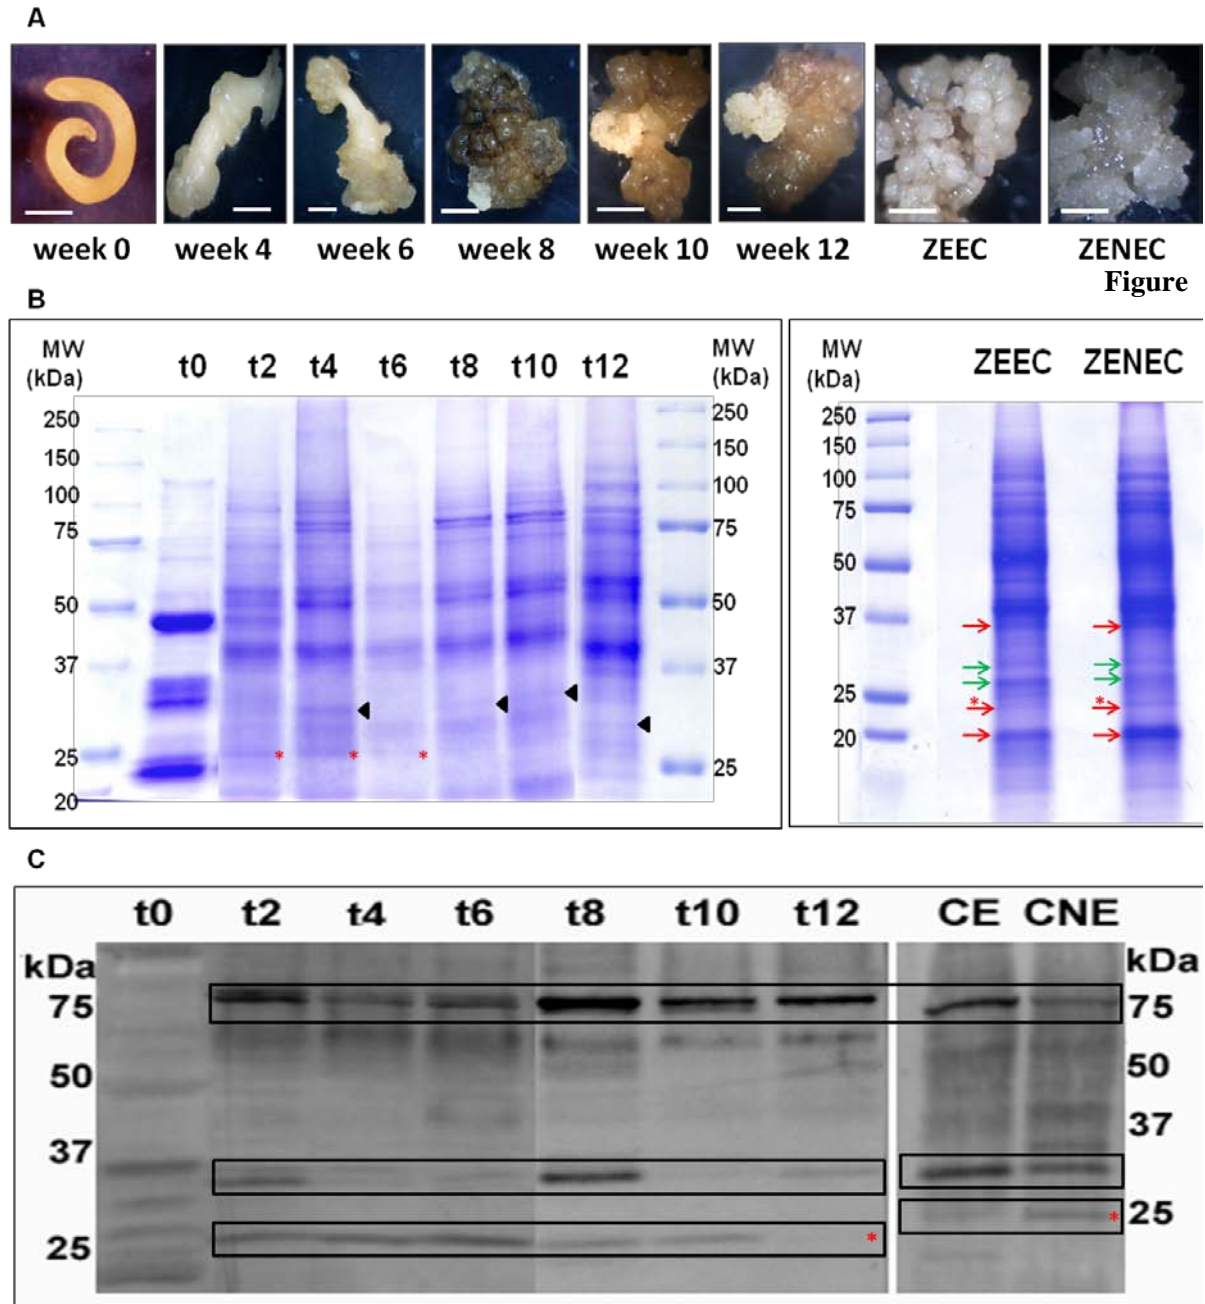 A
week 0 week 4 week 6 week 8 week 10 week 12 ZEEC ZENEC
Figure
B
MW (kDa) t0 t2 t4 t6 t8 t10 t12 MW (kDa)
250 250
150 150
100 100
75 75
50 50
37 37
* * *
25 25
20
MW (kDa) ZEEC ZENEC
250
150
100
75
50
37
25
* *
20
C
t0 t2 t4 t6 t8 t10 t12 CE CNE
kDa kDa
75 75
50 50
37 37
25 *
25 *